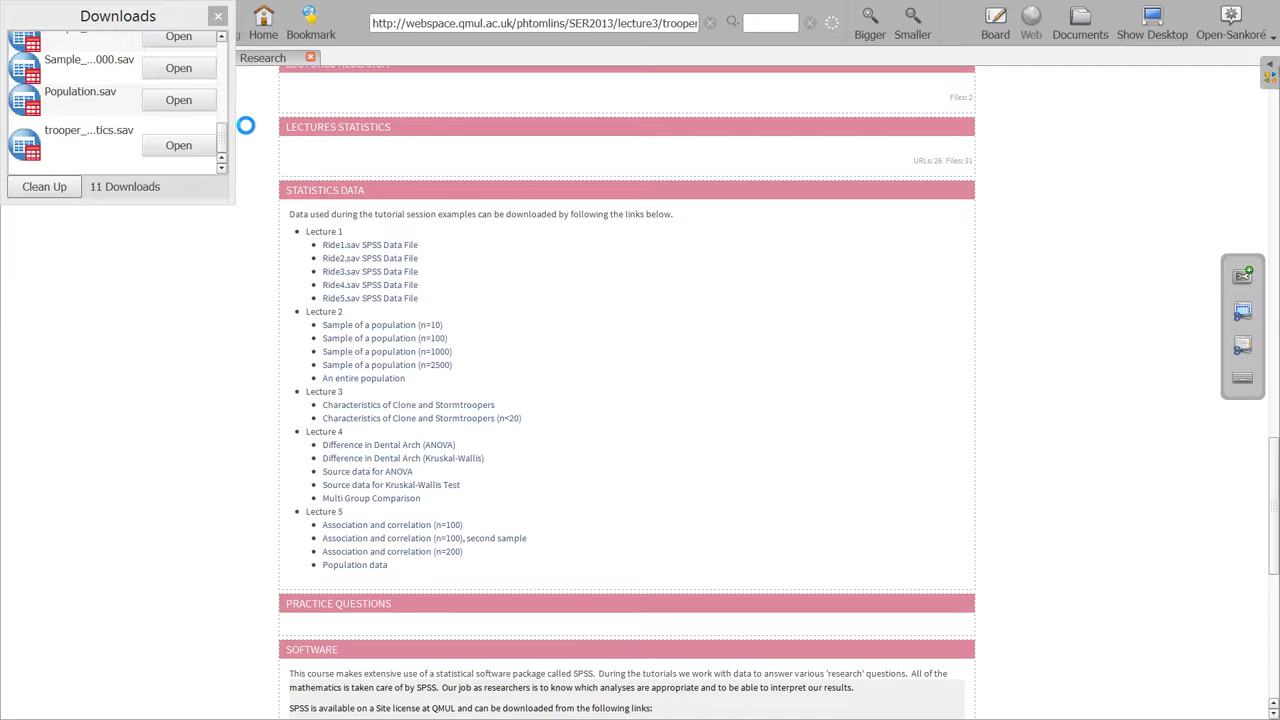 Downloads
Open
Sample_...000.sav
Open
Population.sav
Open
trooper_...tics.sav
Open
Clean Up
11 Downloads
Home
Bookmark
http://webspace.qmul.ac.uk/phtomlins/SER2013/lecture3/trooper
Bigger
Smaller
Board
Web
Documents
Show Desktop
Open-Sankoré
Research
Files: 2
LECTURES STATISTICS
URLs: 26 Files: 31
STATISTICS DATA
Data used during the tutorial session examples can be downloaded by following the links below.
Lecture 1
Ride1.sav SPSS Data File
Ride2.sav SPSS Data File
Ride3.sav SPSS Data File
Ride4.sav SPSS Data File
Ride5.sav SPSS Data File
Lecture 2
Sample of a population (n=10)
Sample of a population (n=100)
Sample of a population (n=1000)
Sample of a population (n=2500)
An entire population
Lecture 3
Characteristics of Clone and Stormtroopers
Characteristics of Clone and Stormtroopers (n<20)
Lecture 4
Difference in Dental Arch (ANOVA)
Difference in Dental Arch (Kruskal-Wallis)
Source data for ANOVA
Source data for Kruskal-Wallis Test
Multi Group Comparison
Lecture 5
Association and correlation (n=100)
Association and correlation (n=100), second sample
Association and correlation (n=200)
Population data
PRACTICE QUESTIONS
SOFTWARE
This course makes extensive use of a statistical software package called SPSS. During the tutorials we work with data to answer various 'research' questions. All of the
mathematics is taken care of by SPSS. Our job as researchers is to know which analyses are appropriate and to be able to interpret our results.
SPSS is available on a Site license at QMUL and can be downloaded from the following links: